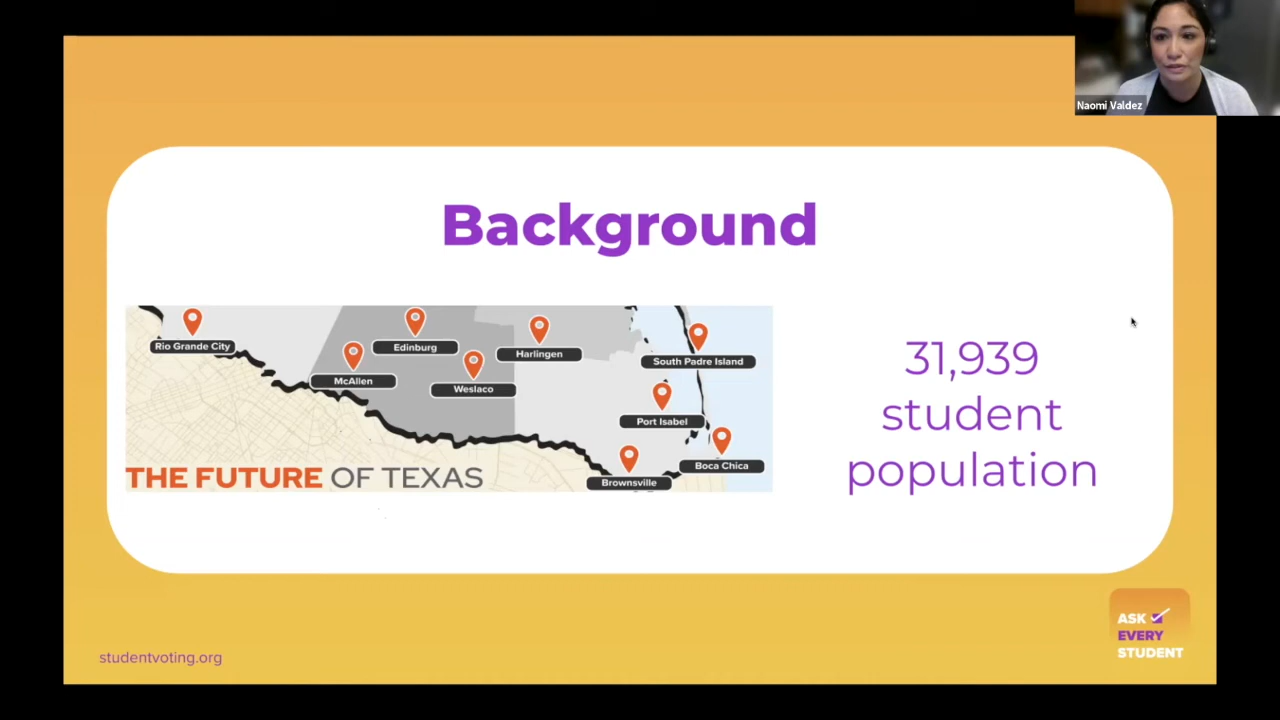 Naomi Valdez
Background
Rio Grande City
Edinburg
Harlingen
South Padre Island
McAllen
Weslaco
Port Isabel
Boca Chica
Brownsville
THE FUTURE OF TEXAS
31,939
student
population
studentvoting.org
ASK
EVERY
STUDENT